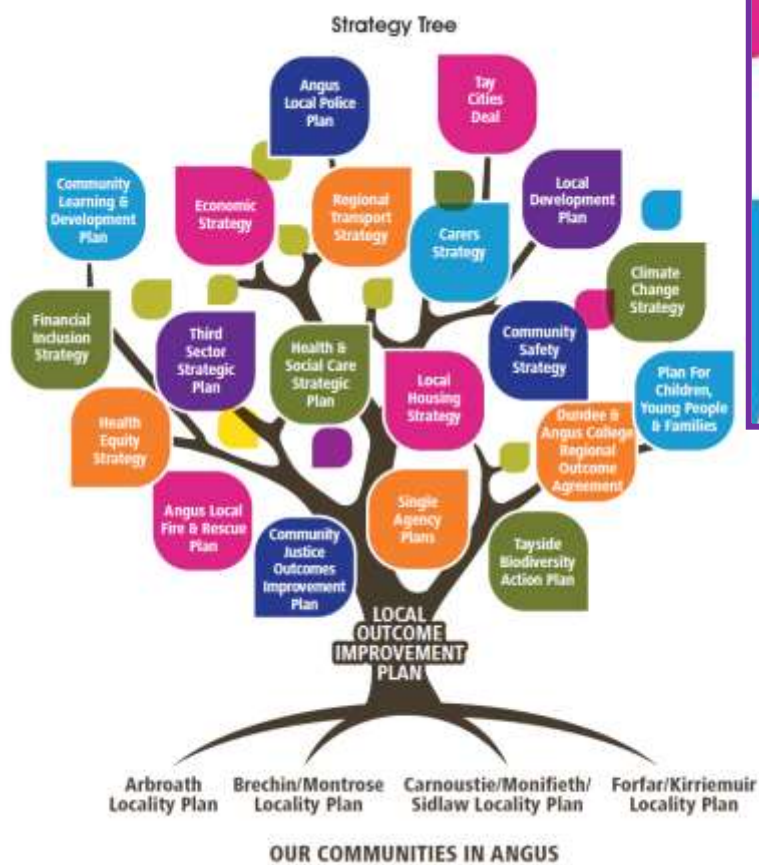 Strategy Tree
Angus
Local Police
Plan
Tay
Cities
Deal
Community
Learning &
Development
Plan
Economic
Strategy
Regional
Transport
Strategy
Carers
Strategy
Local
Development
Plan
Climate
Change
Strategy
Financial
Inclusion
Strategy
Third
Sector
Strategic
Plan
Health &
Social Care
Strategic
Plan
Local
Housing
Strategy
Community
Safety
Strategy
Plan For
Children,
Young People
& Families
Health
Equity
Strategy
Dundee &
Angus College
Regional
Outcome
Agreement
Angus Local
Fire & Rescue
Plan
Community
Justice
Outcomes
Improvement
Plan
Single
Agency
Plans
Tayside
Biodiversity
Action Plan
LOCAL
OUTCOME
IMPROVEMENT
PLAN
Arbroath
Locality Plan
Brechin/Montrose
Locality Plan
Carnoustie/Monifieth/
Sidlaw Locality Plan
Forfar/Kirriemuir
Locality Plan
OUR COMMUNITIES IN ANGUS